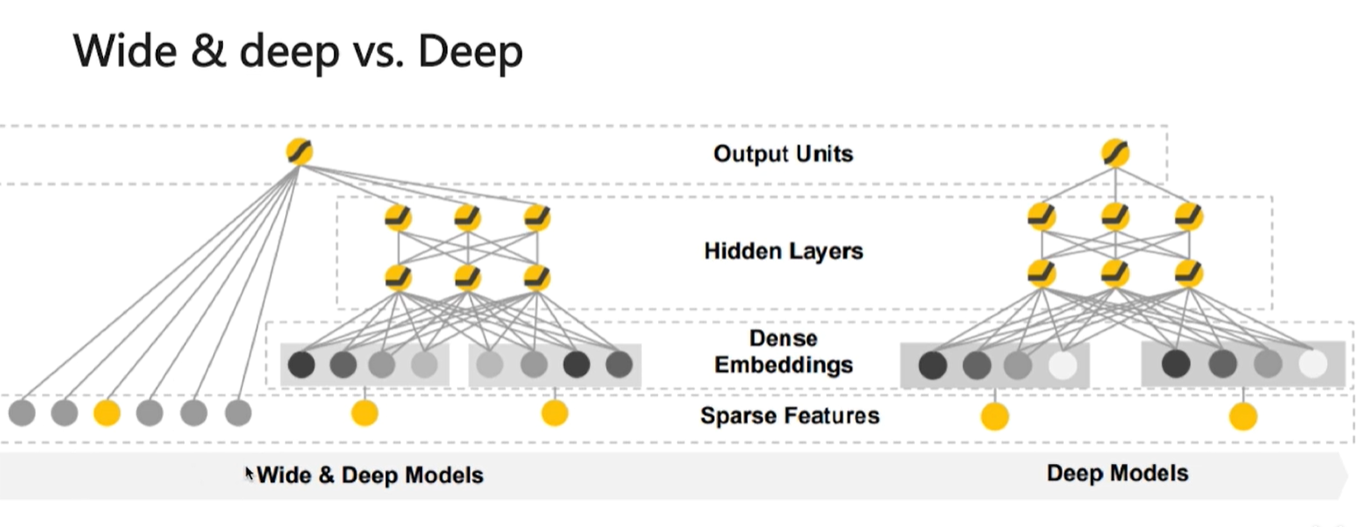 Wide & deep vs. Deep
Output Units
Hidden Layers
Dense
Embeddings
Sparse Features
Wide & Deep Models
Deep Models